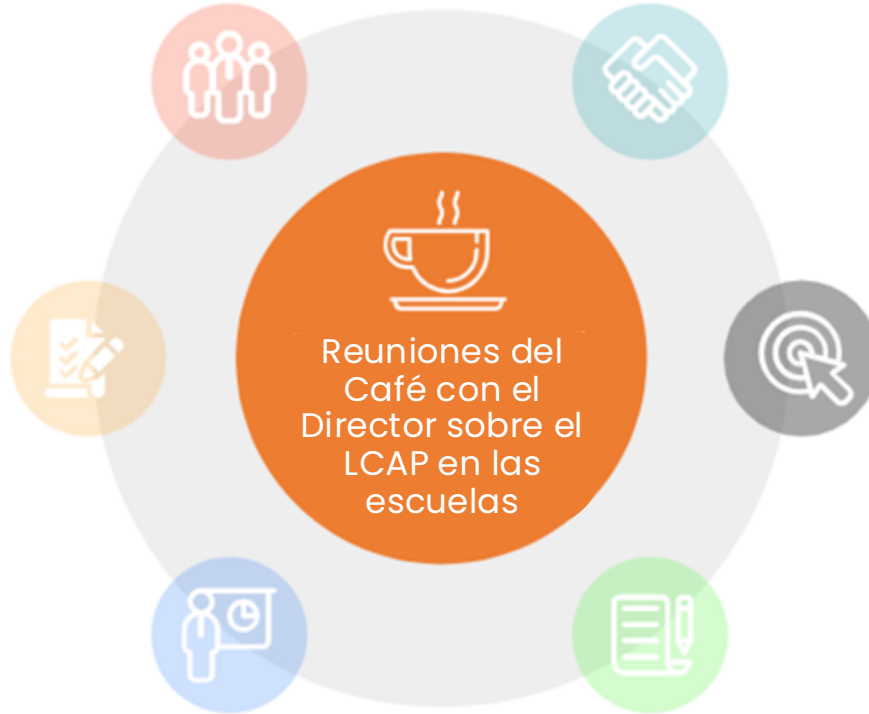 Reuniones del
Café con el
Director sobre el
LCAP en las
escuelas